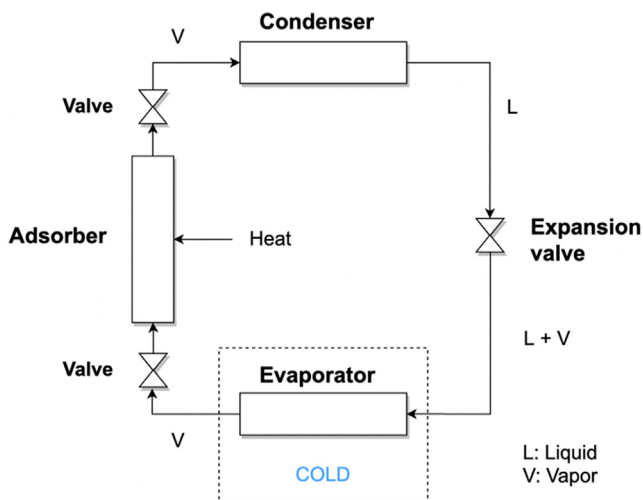 Condenser
V
Valve
L
Adsorber
Heat
Expansion
valve
L + V
Valve
Evaporator
V
COLD
L: Liquid
V: Vapor